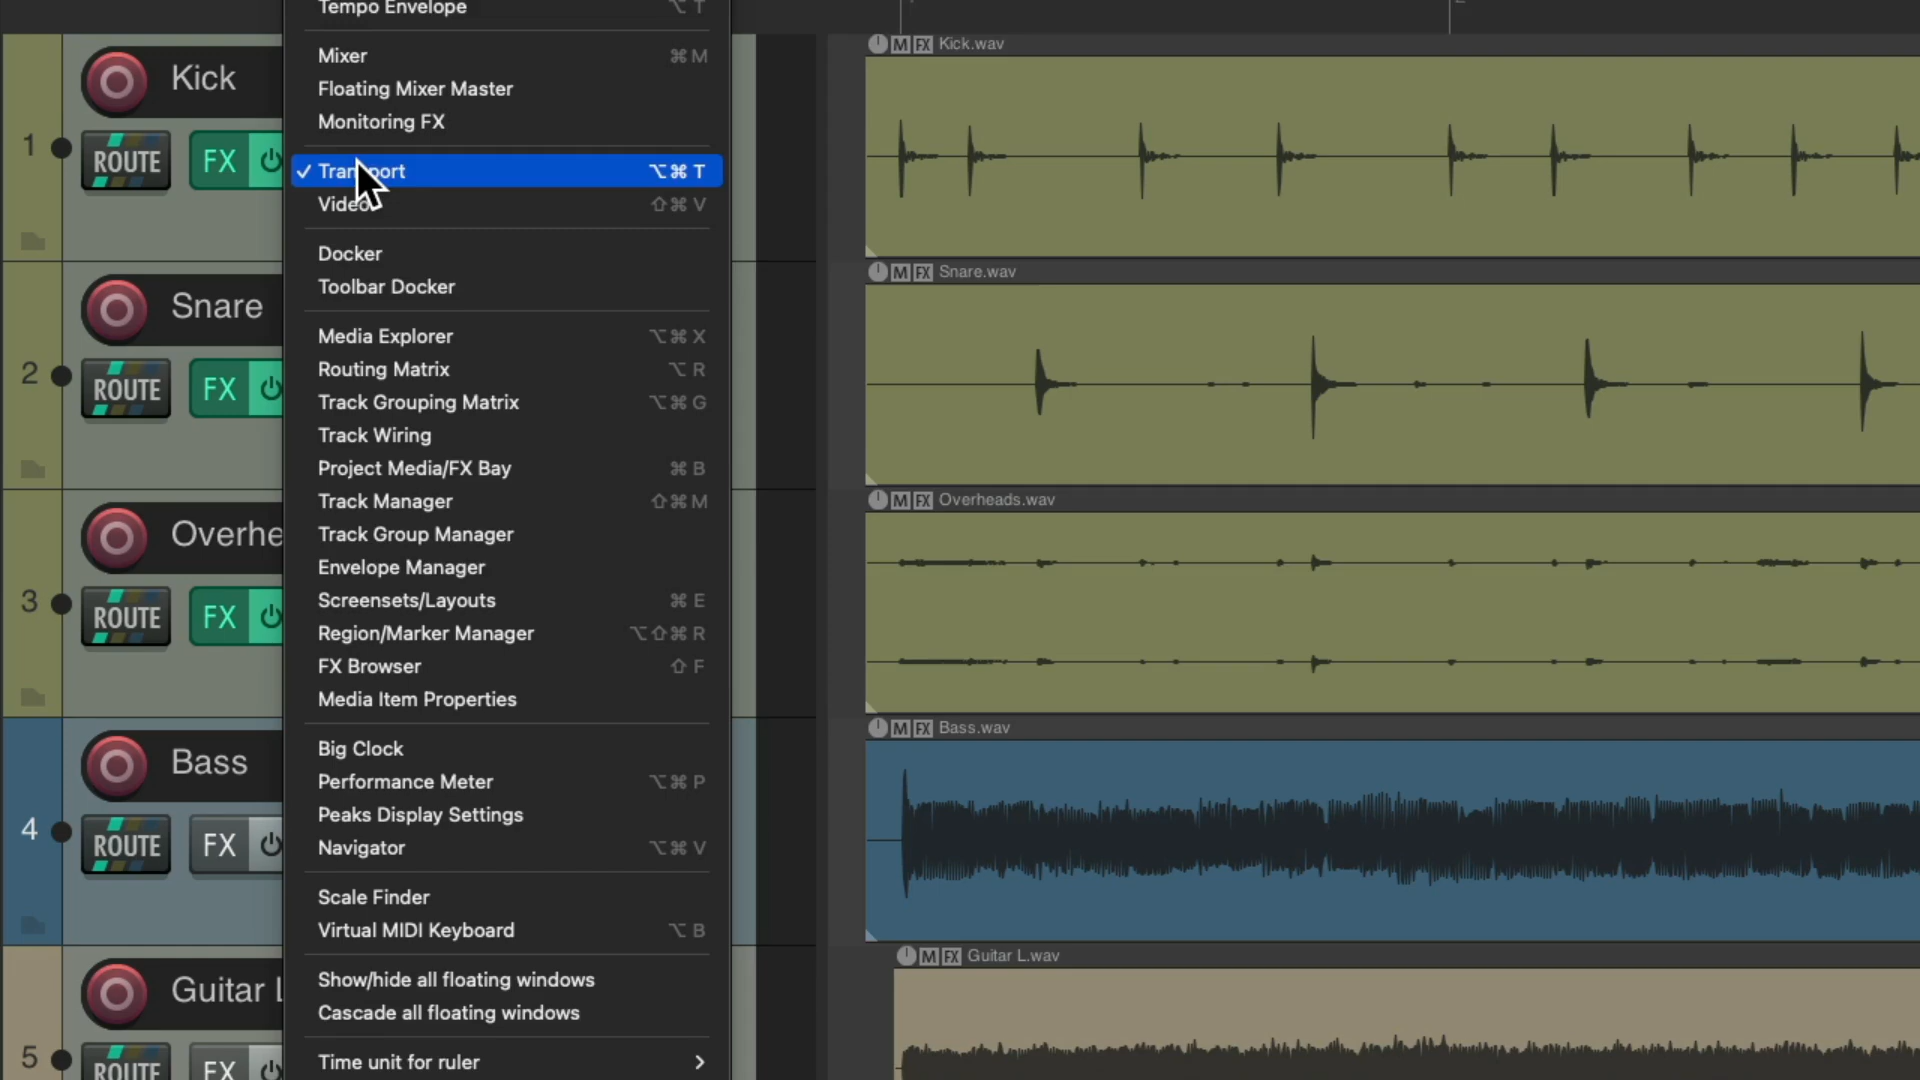 Tempo Envelope ⌥ T
Mixer ⌘ M
Floating Mixer Master
Monitoring FX
✓ Transport ⌥⌘ T
Video ⇧⌘ V
Docker
Toolbar Docker
Media Explorer ⌥⌘ X
Routing Matrix ⌥ R
Track Grouping Matrix ⌥⌘ G
Track Wiring
Project Media/FX Bay ⌘ B
Track Manager ⇧⌘ M
Track Group Manager
Envelope Manager
Screensets/Layouts ⌘ E
Region/Marker Manager ⌥⇧⌘ R
FX Browser ⇧ F
Media Item Properties
Big Clock
Performance Meter ⌥⌘ P
Peaks Display Settings
Navigator ⌥⌘ V
Scale Finder
Virtual MIDI Keyboard ⌥ B
Show/hide all floating windows
Cascade all floating windows
Time unit for ruler >
1
Kick
ROUTE FX
2
Snare
ROUTE FX
3
Overhe
ROUTE FX
4
Bass
ROUTE FX
5
Guitar L
ROUTE FX
M FX Kick.wav
M FX Snare.wav
M FX Overheads.wav
M FX Bass.wav
M FX Guitar L.wav